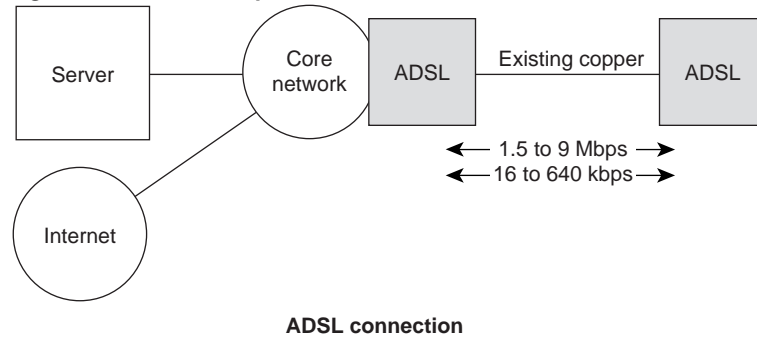 Server
Core
network
ADSL
Existing copper
ADSL
1.5 to 9 Mbps
16 to 640 kbps
Internet
ADSL connection